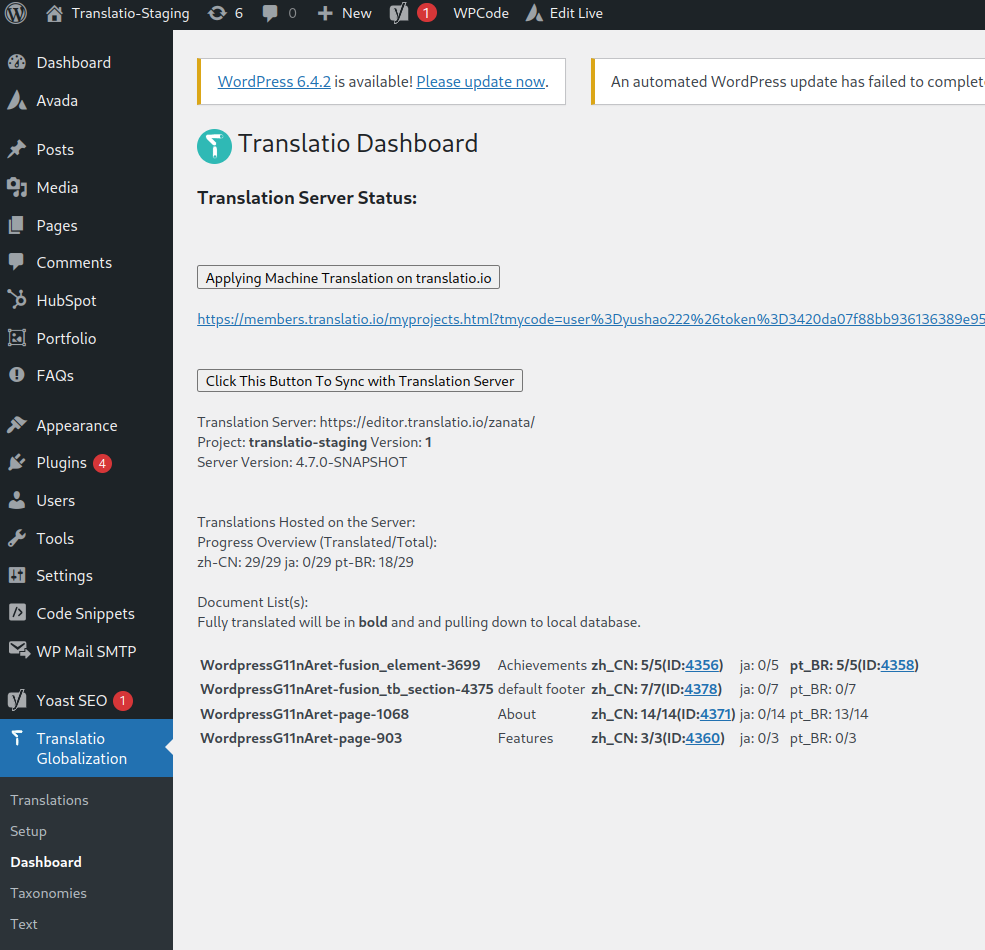 Translatio-Staging 6 0 New 1 WPCode Edit Live
Dashboard
Avada
Posts
Media
Pages
Comments
HubSpot
Portfolio
FAQs
Appearance
Plugins 4
Users
Tools
Settings
Code Snippets
WP Mail SMTP
Yoast SEO 1
Translatio
Globalization
Translations
Setup
Dashboard
Taxonomies
Text
WordPress 6.4.2 is available! Please update now.
An automated WordPress update has failed to complet
Translatio Dashboard
Translation Server Status:
Applying Machine Translation on translatio.io
https://members.translatio.io/myprojects.html?tmycode=user%3Dyushao222%26token%3D3420da07f88bb936136389e95
Click This Button To Sync with Translation Server
Translation Server: https://editor.translatio.io/zanata/
Project: translatio-staging Version: 1
Server Version: 4.7.0-SNAPSHOT
Translations Hosted on the Server:
Progress Overview (Translated/Total):
zh-CN: 29/29 ja: 0/29 pt-BR: 18/29
Document List(s):
Fully translated will be in bold and and pulling down to local database.
WordpressG11nAret-fusion_element-3699 Achievements zh_CN: 5/5(ID:4356) ja: 0/5 pt_BR: 5/5(ID:4358)
WordpressG11nAret-fusion_tb_section-4375 default footer zh_CN: 7/7(ID:4378) ja: 0/7 pt_BR: 0/7
WordpressG11nAret-page-1068 About zh_CN: 14/14(ID:4371) ja: 0/14 pt_BR: 13/14
WordpressG11nAret-page-903 Features zh_CN: 3/3(ID:4360) ja: 0/3 pt_BR: 0/3